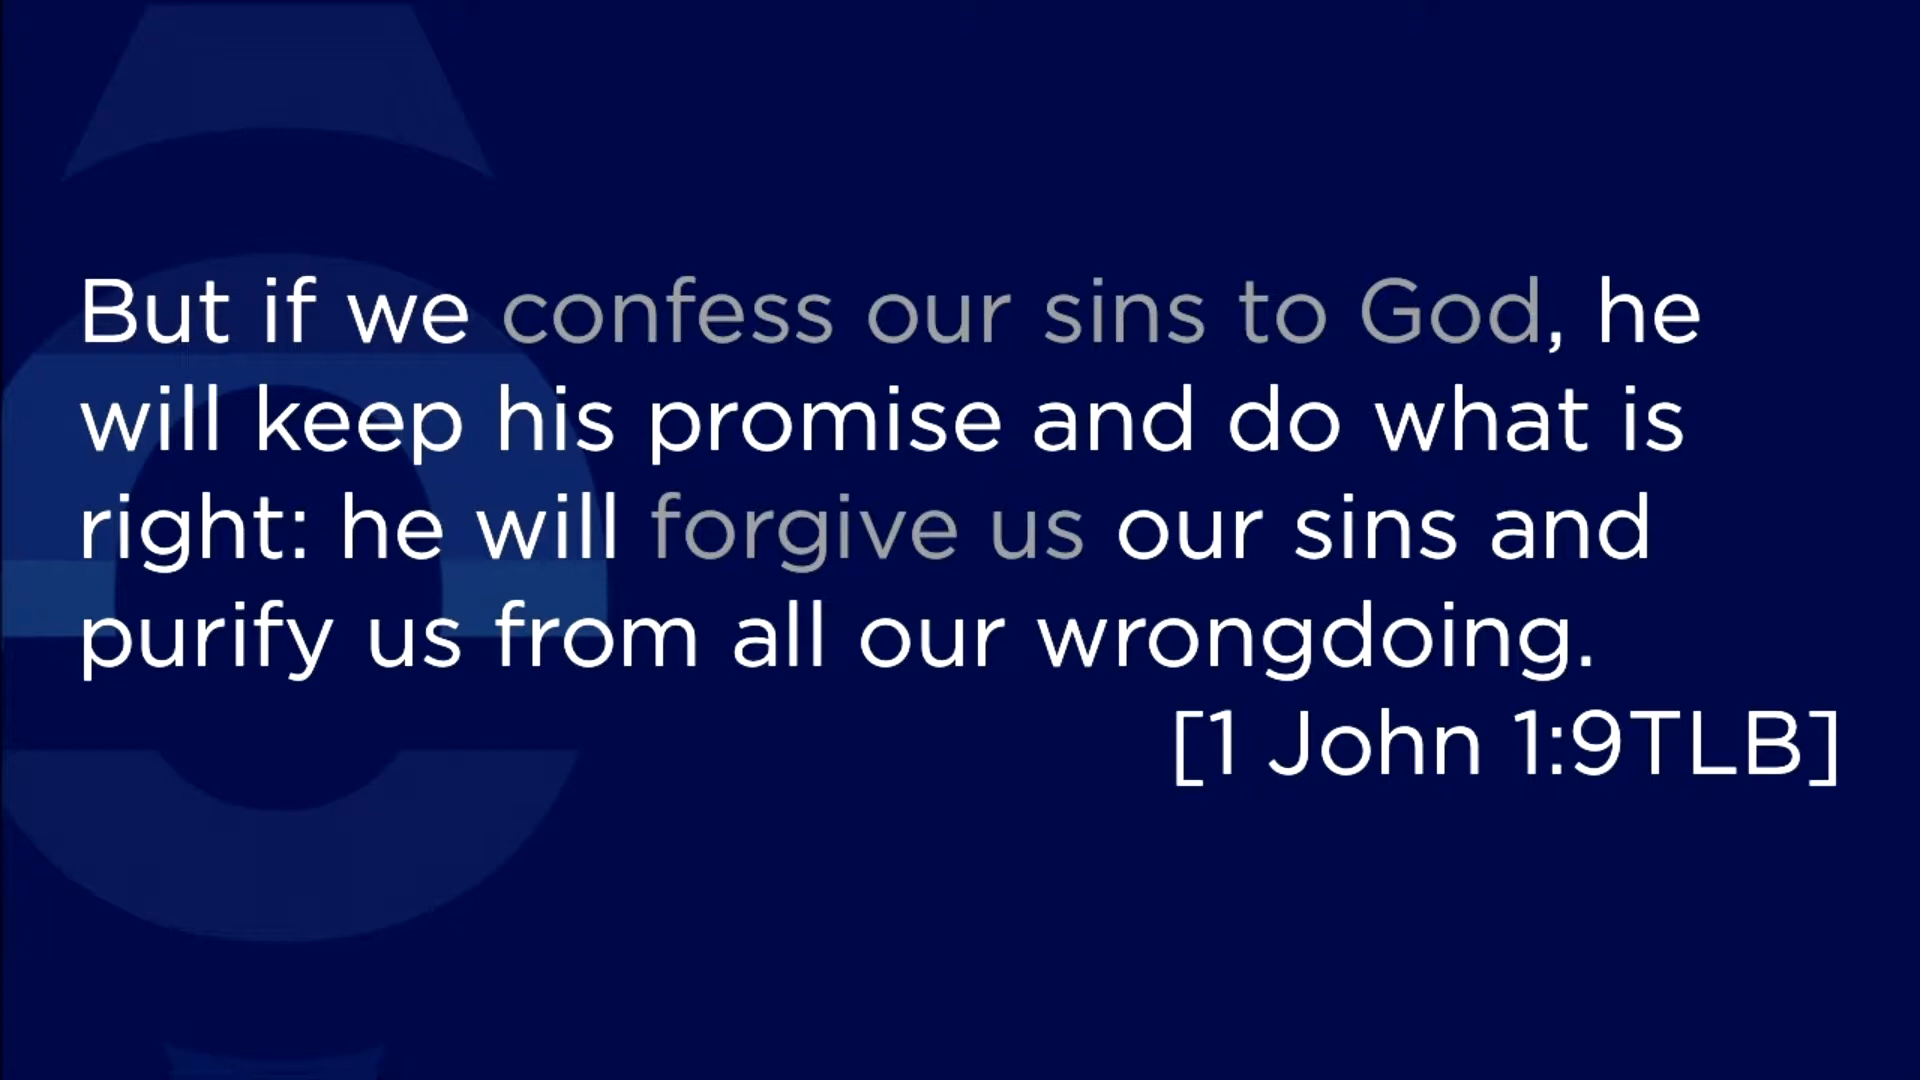 But if we confess our sins to God, he
will keep his promise and do what is
right: he will forgive us our sins and
purify us from all our wrongdoing.
[1 John 1:9TLB]